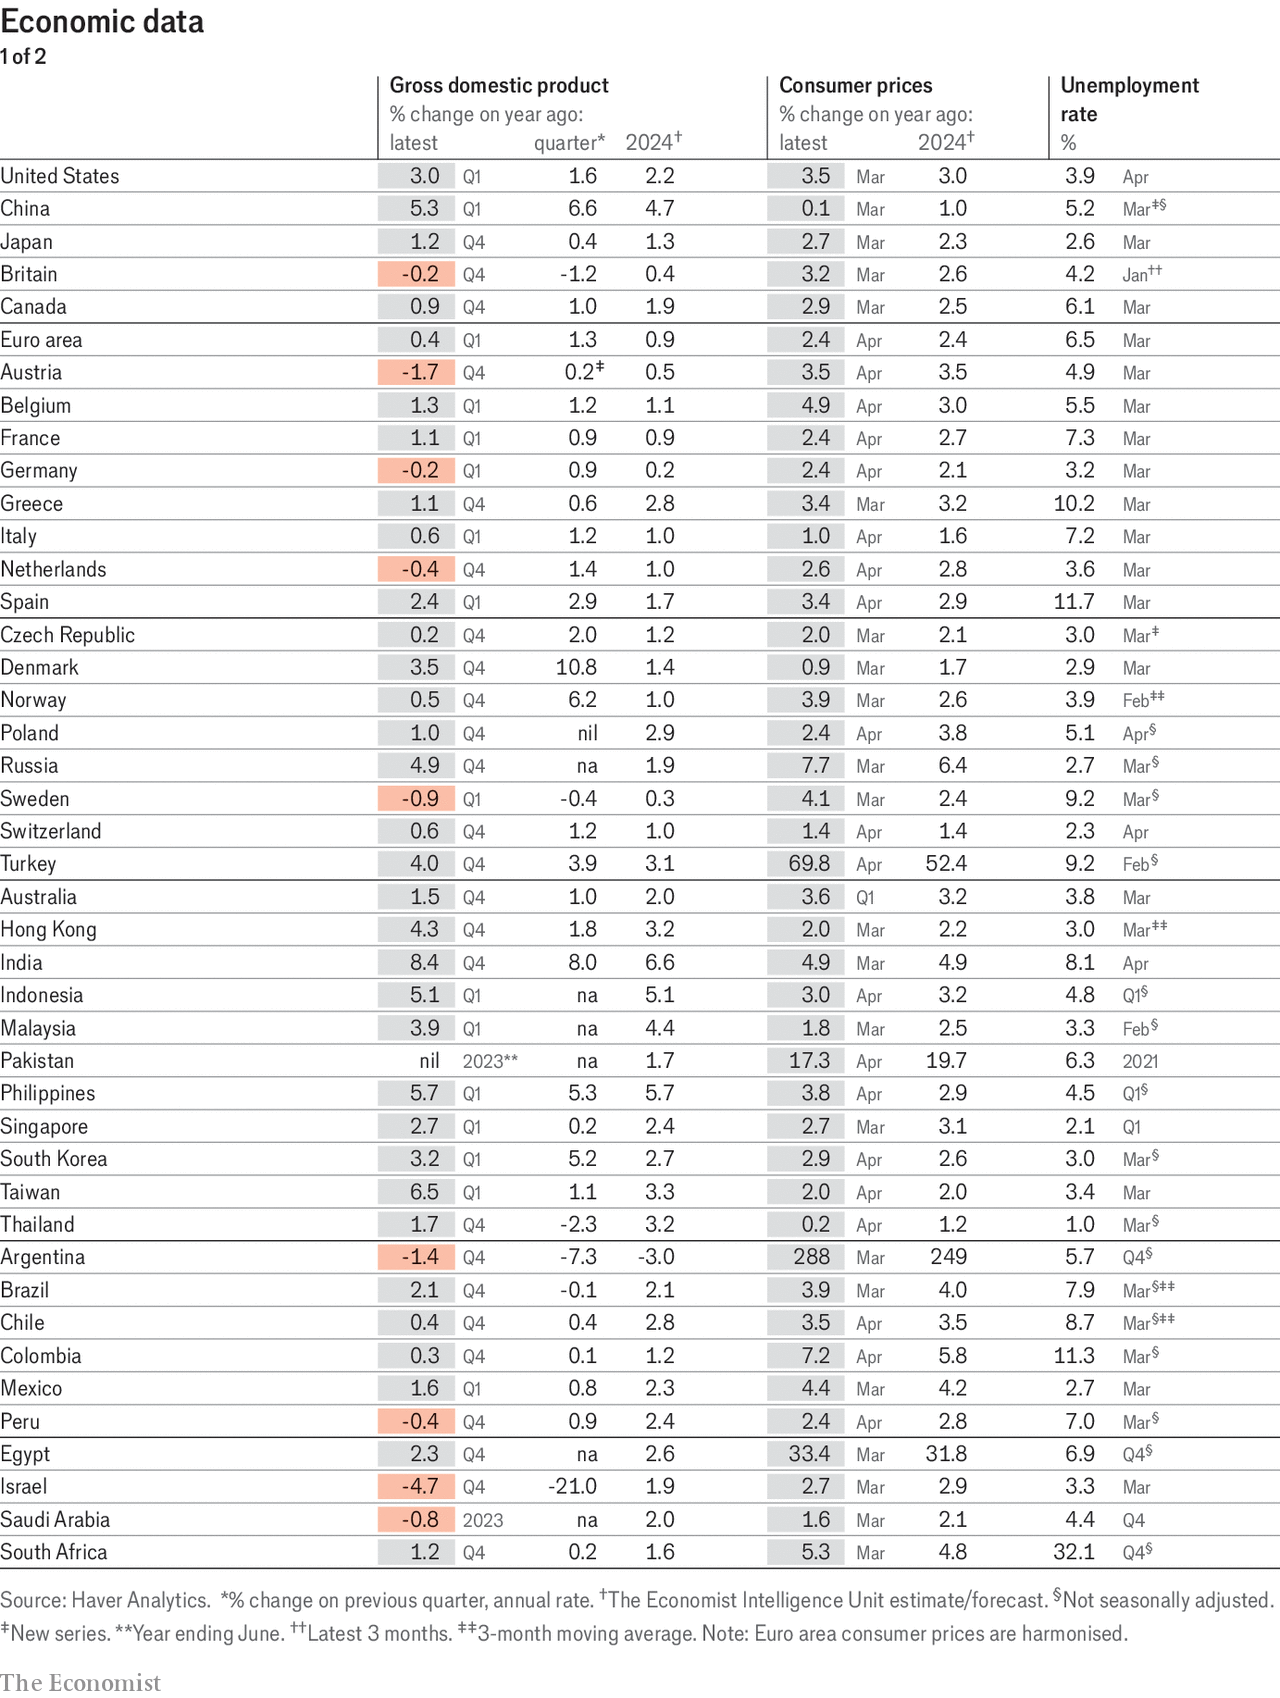 Economic data
1 of 2
Gross domestic product Consumer prices Unemployment
% change on year ago: % change on year ago: rate
latest quarter* 2024† latest 2024† %
United States 3.0 Q1 1.6 2.2 3.5 Mar 3.0 3.9 Apr
China 5.3 Q1 6.6 4.7 0.1 Mar 1.0 5.2 Mar‡§
Japan 1.2 Q4 0.4 1.3 2.7 Mar 2.3 2.6 Mar
Britain -0.2 Q4 -1.2 0.4 3.2 Mar 2.6 4.2 Jan††
Canada 0.9 Q4 1.0 1.9 2.9 Mar 2.5 6.1 Mar
Euro area 0.4 Q1 1.3 0.9 2.4 Apr 2.4 6.5 Mar
Austria -1.7 Q4 0.2‡ 0.5 3.5 Apr 3.5 4.9 Mar
Belgium 1.3 Q1 1.2 1.1 4.9 Apr 3.0 5.5 Mar
France 1.1 Q1 0.9 0.9 2.4 Apr 2.7 7.3 Mar
Germany -0.2 Q1 0.9 0.2 2.4 Apr 2.1 3.2 Mar
Greece 1.1 Q4 0.6 2.8 3.4 Mar 3.2 10.2 Mar
Italy 0.6 Q1 1.2 1.0 1.0 Apr 1.6 7.2 Mar
Netherlands -0.4 Q4 1.4 1.0 2.6 Apr 2.8 3.6 Mar
Spain 2.4 Q1 2.9 1.7 3.4 Apr 2.9 11.7 Mar
Czech Republic 0.2 Q4 2.0 1.2 2.0 Mar 2.1 3.0 Mar‡
Denmark 3.5 Q4 10.8 1.4 0.9 Mar 1.7 2.9 Mar
Norway 0.5 Q4 6.2 1.0 3.9 Mar 2.6 3.9 Feb‡‡
Poland 1.0 Q4 nil 2.9 2.4 Apr 3.8 5.1 Apr§
Russia 4.9 Q4 na 1.9 7.7 Mar 6.4 2.7 Mar§
Sweden -0.9 Q1 -0.4 0.3 4.1 Mar 2.4 9.2 Mar§
Switzerland 0.6 Q4 1.2 1.0 1.4 Apr 1.4 2.3 Apr
Turkey 4.0 Q4 3.9 3.1 69.8 Apr 52.4 9.2 Feb§
Australia 1.5 Q4 1.0 2.0 3.6 Q1 3.2 3.8 Mar
Hong Kong 4.3 Q4 1.8 3.2 2.0 Mar 2.2 3.0 Mar‡‡
India 8.4 Q4 8.0 6.6 4.9 Mar 4.9 8.1 Apr
Indonesia 5.1 Q1 na 5.1 3.0 Apr 3.2 4.8 Q1§
Malaysia 3.9 Q1 na 4.4 1.8 Mar 2.5 3.3 Feb§
Pakistan nil 2023** na 1.7 17.3 Apr 19.7 6.3 2021
Philippines 5.7 Q1 5.3 5.7 3.8 Apr 2.9 4.5 Q1§
Singapore 2.7 Q1 0.2 2.4 2.7 Mar 3.1 2.1 Q1
South Korea 3.2 Q1 5.2 2.7 2.9 Apr 2.6 3.0 Mar§
Taiwan 6.5 Q1 1.1 3.3 2.0 Apr 2.0 3.4 Mar
Thailand 1.7 Q4 -2.3 3.2 0.2 Apr 1.2 1.0 Mar§
Argentina -1.4 Q4 -7.3 -3.0 288 Mar 249 5.7 Q4§
Brazil 2.1 Q4 -0.1 2.1 3.9 Mar 4.0 7.9 Mar§‡‡
Chile 0.4 Q4 0.4 2.8 3.5 Apr 3.5 8.7 Mar§‡‡
Colombia 0.3 Q4 0.1 1.2 7.2 Apr 5.8 11.3 Mar§
Mexico 1.6 Q1 0.8 2.3 4.4 Mar 4.2 2.7 Mar
Peru -0.4 Q4 0.9 2.4 2.4 Apr 2.8 7.0 Mar§
Egypt 2.3 Q4 na 2.6 33.4 Mar 31.8 6.9 Q4§
Israel -4.7 Q4 -21.0 1.9 2.7 Mar 2.9 3.3 Mar
Saudi Arabia -0.8 2023 na 2.0 1.6 Mar 2.1 4.4 Q4
South Africa 1.2 Q4 0.2 1.6 5.3 Mar 4.8 32.1 Q4§
Source: Haver Analytics. *% change on previous quarter, annual rate. †The Economist Intelligence Unit estimate/forecast. §Not seasonally adjusted.
‡New series. **Year ending June. ††Latest 3 months. ‡‡3-month moving average. Note: Euro area consumer prices are harmonised.
The Economist